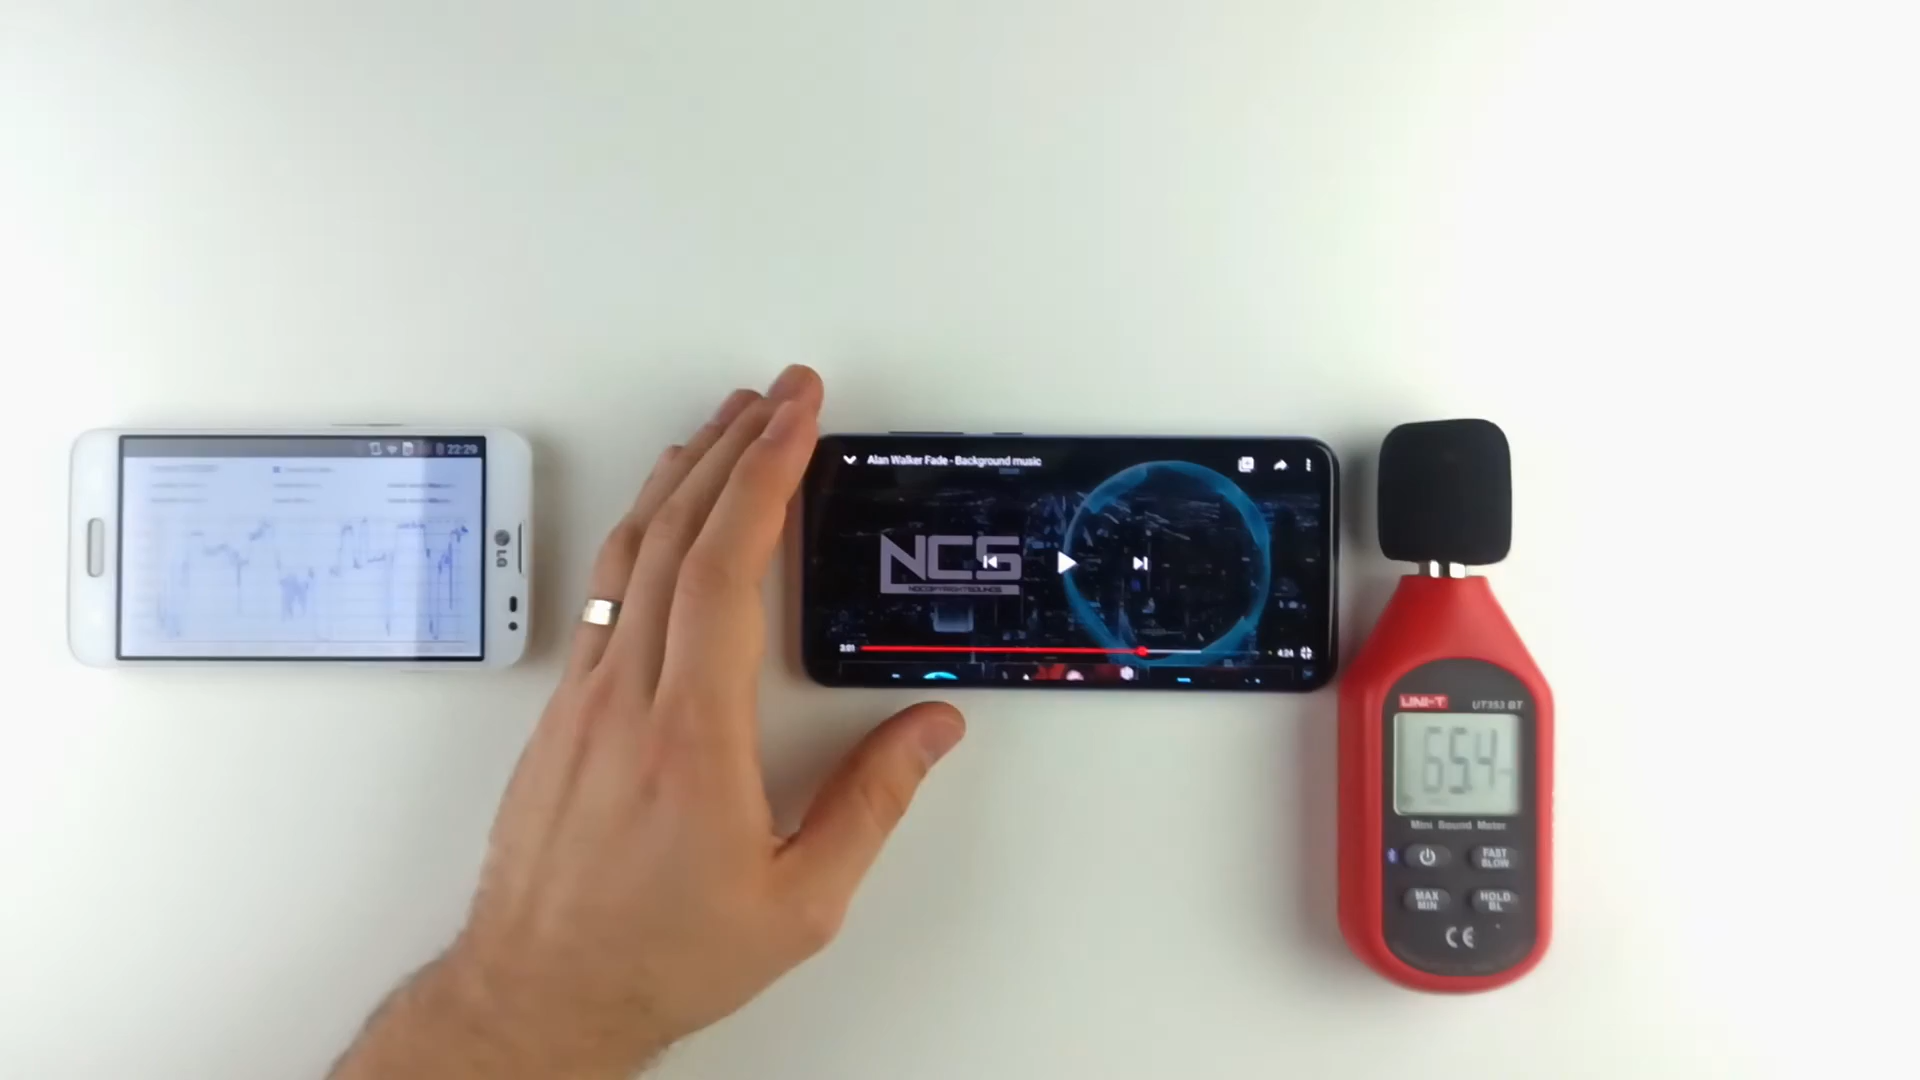 22:29
LG
Alan Walker Fade - Background music
NCS
NOCOPYRIGHTSOUNDS
3:01
4:24
UNI-T
UT353 BT
65.4
Mini Sound Meter
FAST
SLOW
MAX
MIN
HOLD
BL
CE